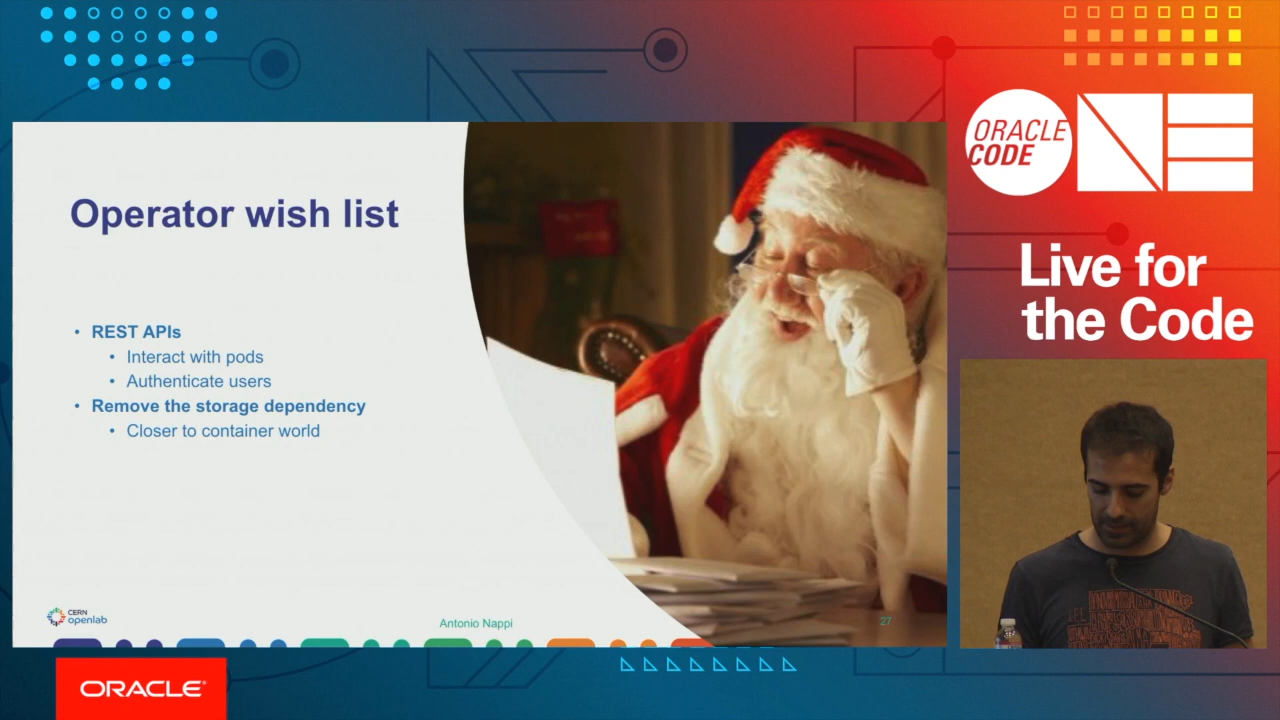 Operator wish list
• REST APIs
• Interact with pods
• Authenticate users
• Remove the storage dependency
• Closer to container world
CERN
openlab
Antonio Nappi
27
ORACLE
CODE
ONE
Live for
the Code
ORACLE